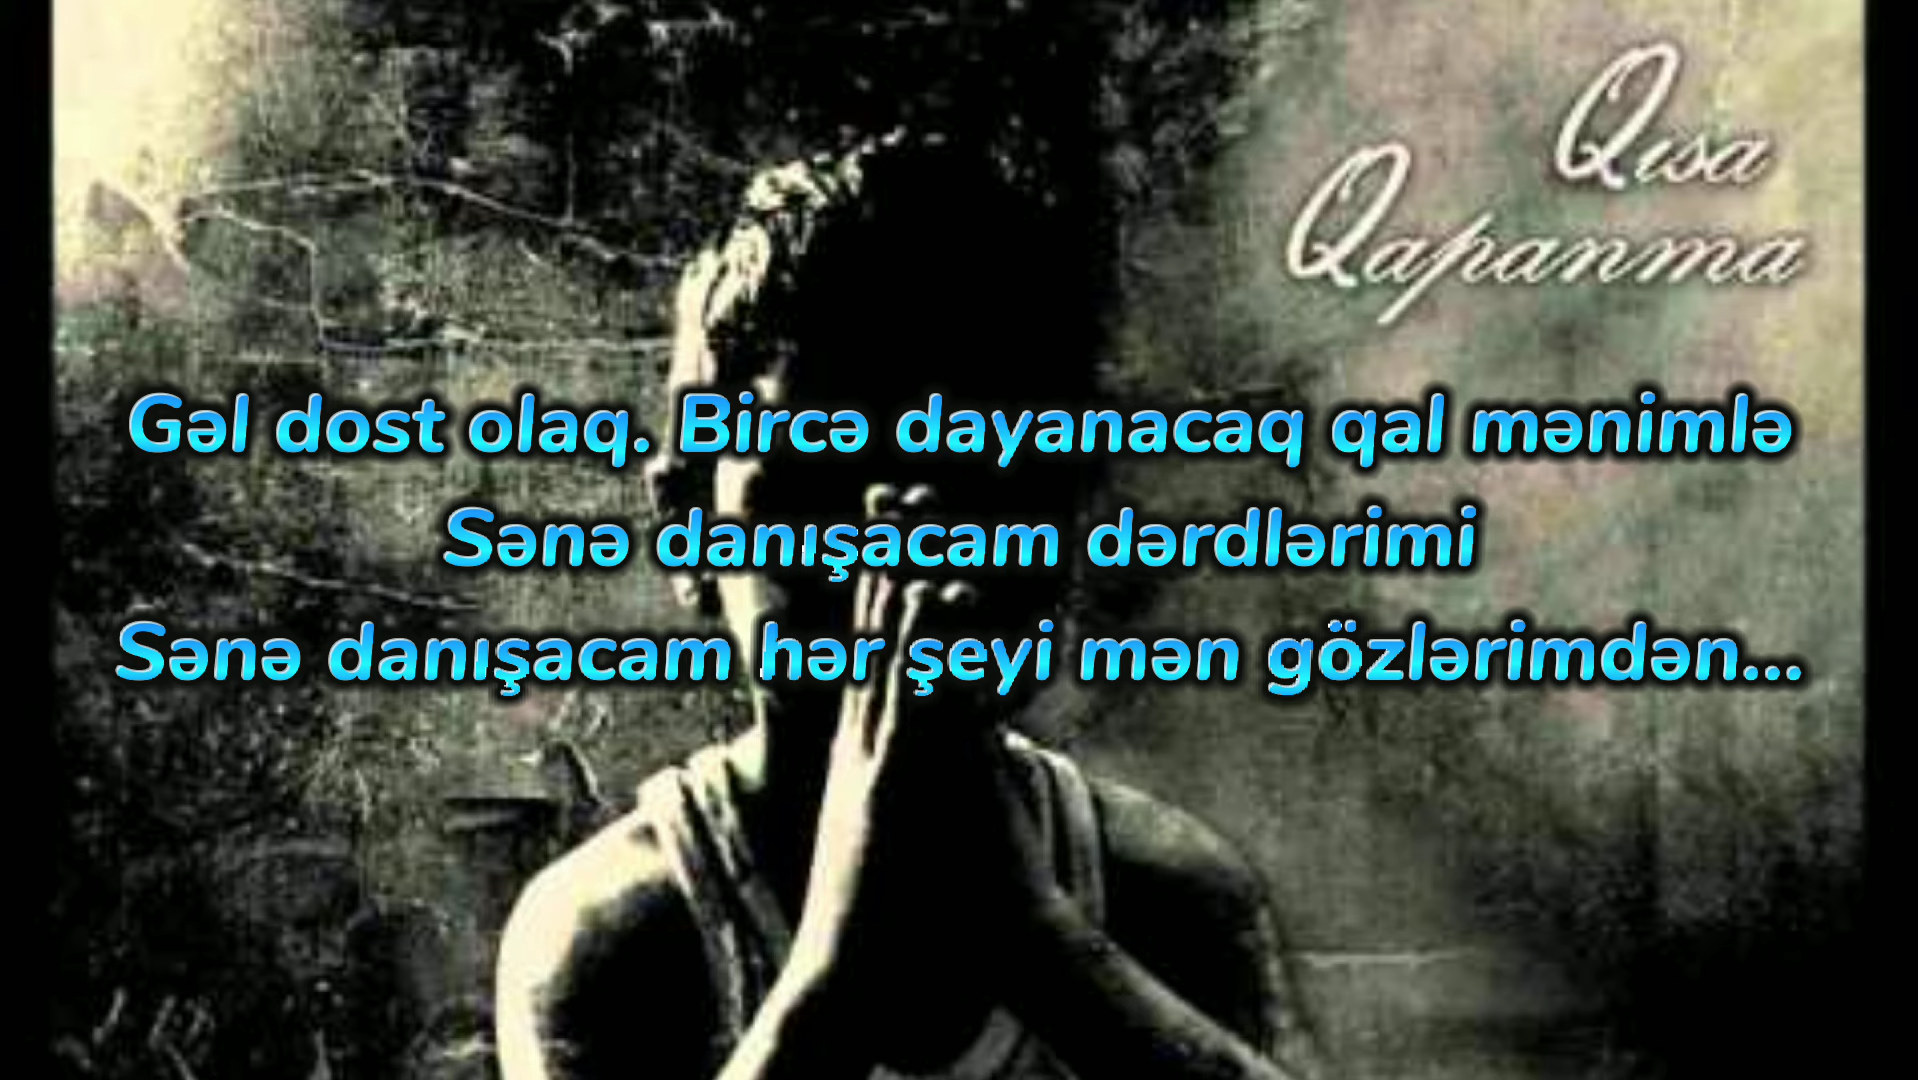 Qısa
Qapanma
Gəl dost olaq. Bircə dayanacaq qal mənimlə
Sənə danışacam dərdlərimi
Sənə danışacam hər şeyi mən gözlərimdən...